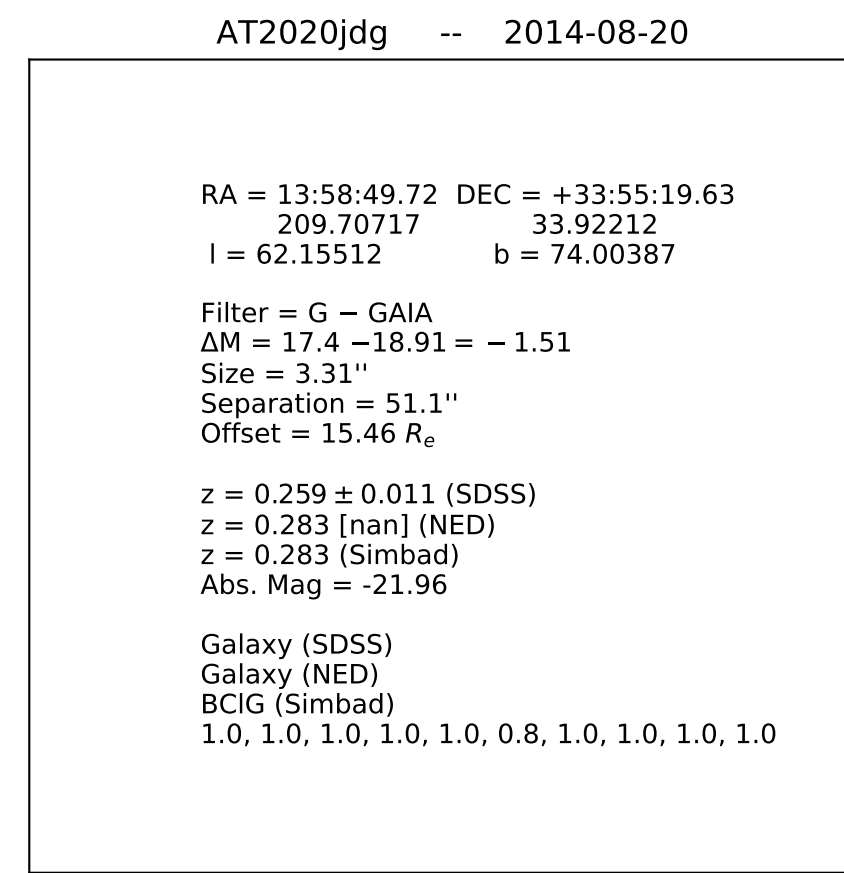 AT2020jdg -- 2014-08-20
RA = 13:58:49.72 DEC = +33:55:19.63
209.70717 33.92212
l = 62.15512 b = 74.00387
Filter = G − GAIA
ΔM = 17.4 −18.91 = − 1.51
Size = 3.31''
Separation = 51.1''
Offset = 15.46 Rₑ
z = 0.259 ± 0.011 (SDSS)
z = 0.283 [nan] (NED)
z = 0.283 (Simbad)
Abs. Mag = -21.96
Galaxy (SDSS)
Galaxy (NED)
BClG (Simbad)
1.0, 1.0, 1.0, 1.0, 1.0, 0.8, 1.0, 1.0, 1.0, 1.0